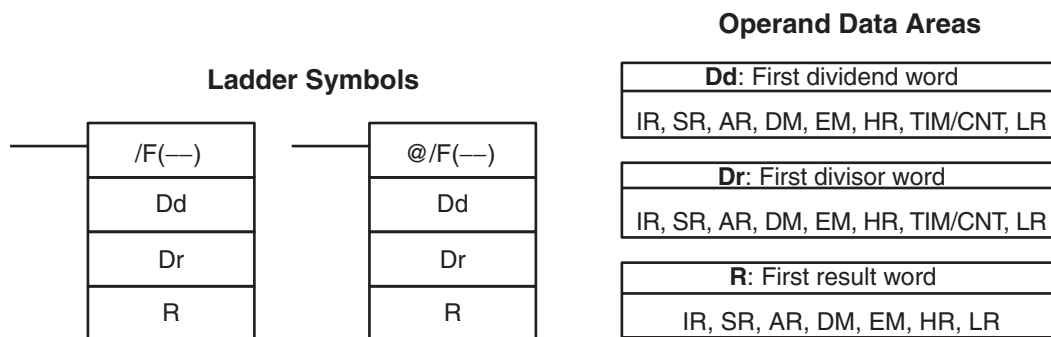 Ladder Symbols
/F(––)
Dd
Dr
R
@/F(––)
Dd
Dr
R
Operand Data Areas
Dd: First dividend word
IR, SR, AR, DM, EM, HR, TIM/CNT, LR
Dr: First divisor word
IR, SR, AR, DM, EM, HR, TIM/CNT, LR
R: First result word
IR, SR, AR, DM, EM, HR, LR